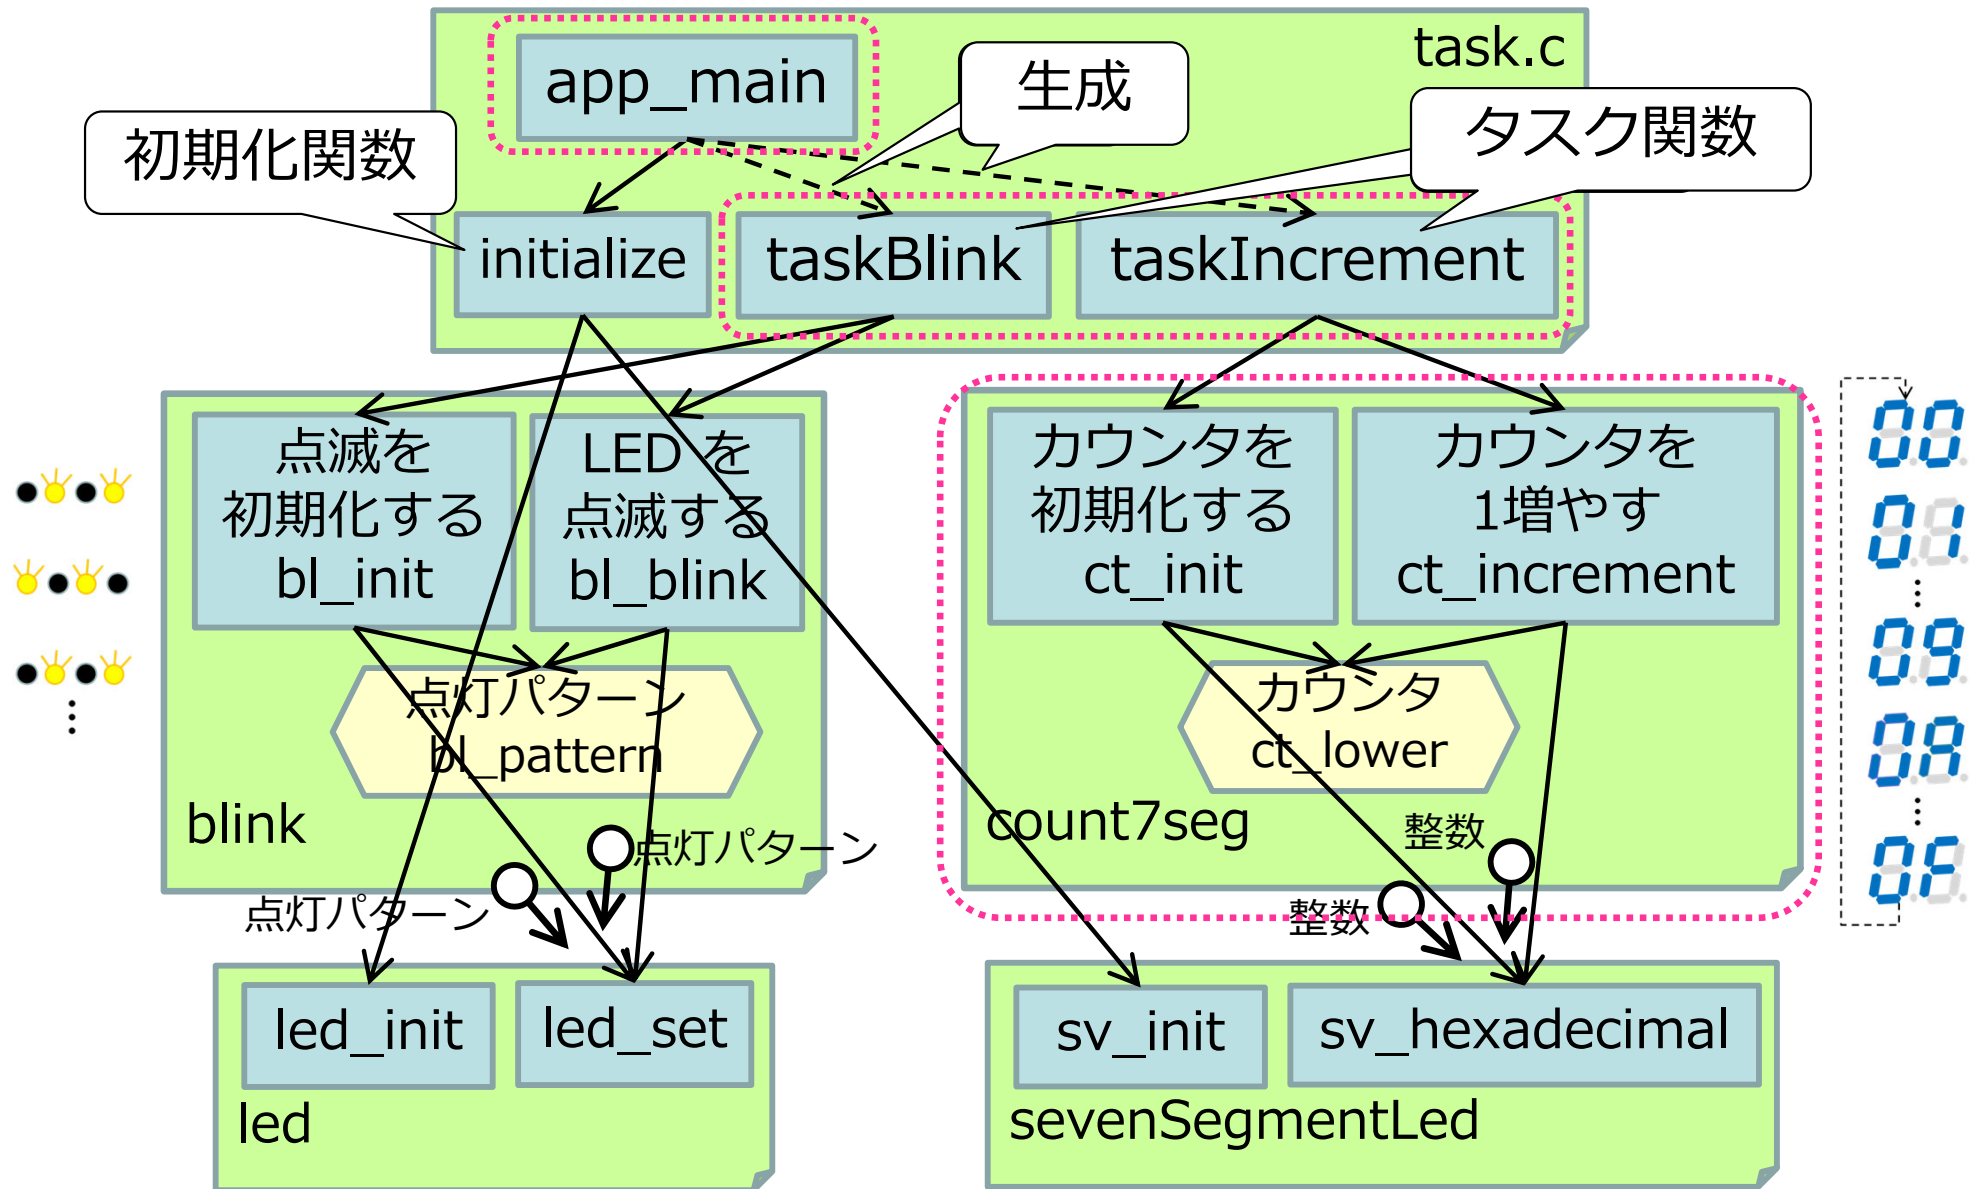 task.c
app_main
生成
初期化関数
タスク関数
initialize
taskBlink
taskIncrement
点滅を
初期化する
bl_init
LED を
点滅する
bl_blink
カウンタを
初期化する
ct_init
カウンタを
1増やす
ct_increment
点灯パターン
bl_pattern
カウンタ
ct_lower
blink
count7seg
点灯パターン
点灯パターン
整数
整数
00
01
⋮
09
0A
⋮
0F
⋮
led_init
led_set
led
sv_init
sv_hexadecimal
sevenSegmentLed